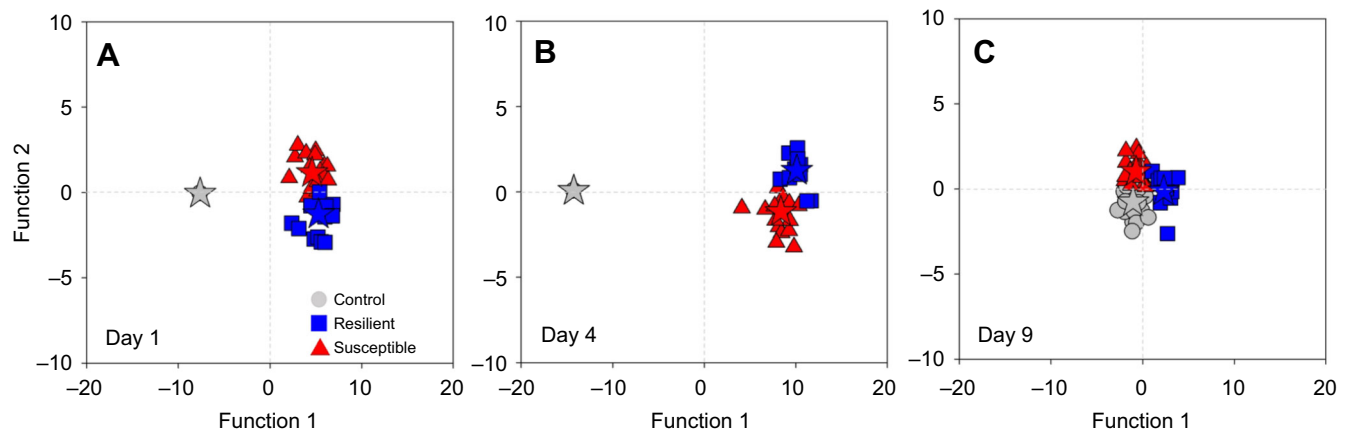 A
B
C
Function 2
10
5
0
–5
–10
Day 1
Control
Resilient
Susceptible
–20
–10
0
10
20
Function 1
10
5
0
–5
–10
Day 4
–20
–10
0
10
20
Function 1
10
5
0
–5
–10
Day 9
–20
–10
0
10
20
Function 1